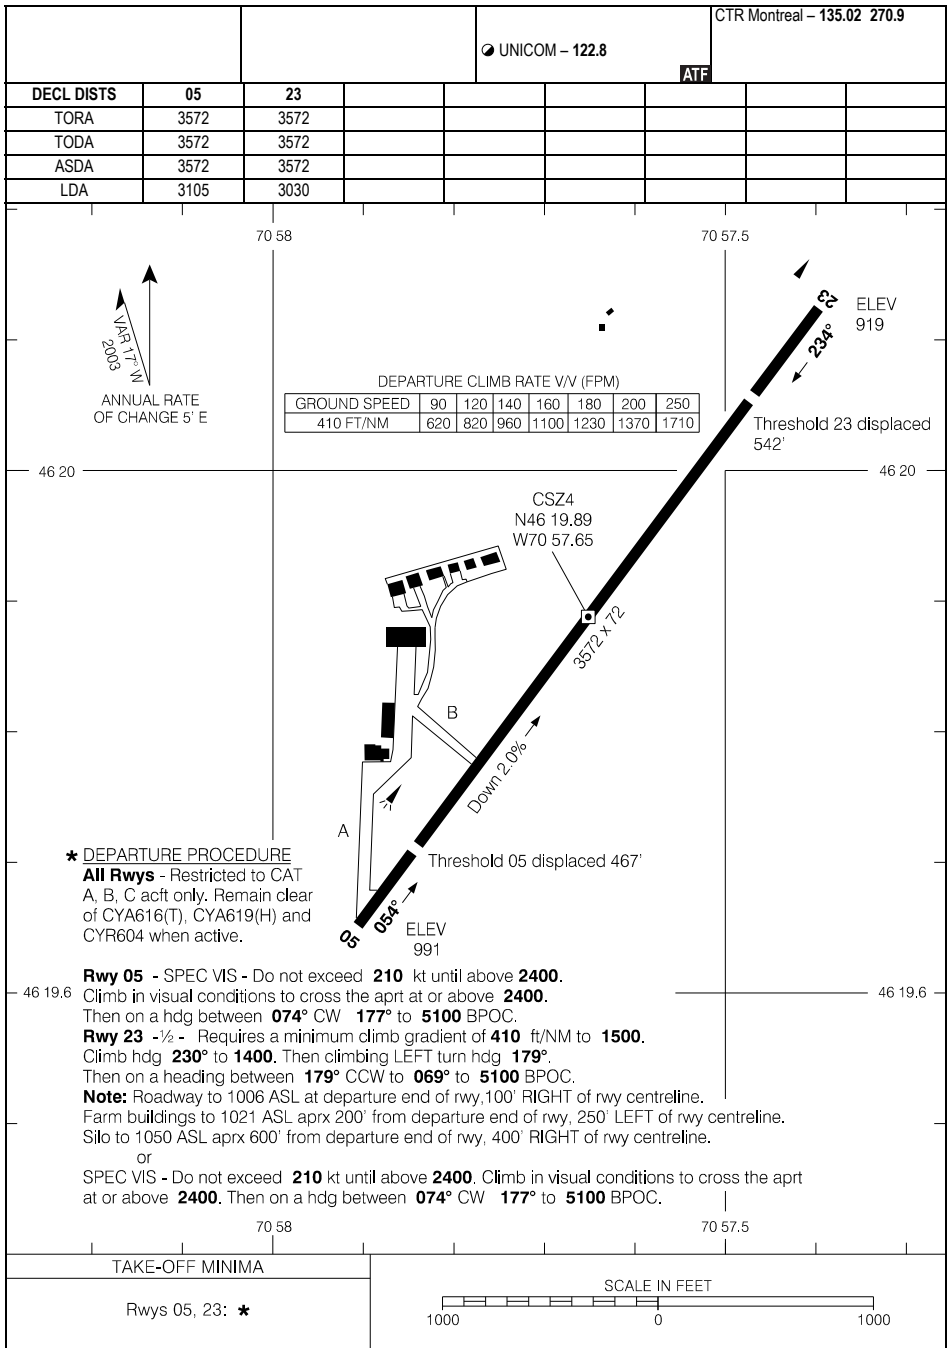 CTR Montreal – 135.02 270.9
UNICOM – 122.8
ATF
DECL DISTS 05 23
TORA 3572 3572
TODA 3572 3572
ASDA 3572 3572
LDA 3105 3030
70 58 70 57.5
VAR 17° W
2003
ANNUAL RATE
OF CHANGE 5' E
23
ELEV
919
234°
DEPARTURE CLIMB RATE V/V (FPM)
GROUND SPEED 90 120 140 160 180 200 250
410 FT/NM 620 820 960 1100 1230 1370 1710
Threshold 23 displaced
542'
46 20 46 20
CSZ4
N46 19.89
W70 57.65
3572 x 72
B
Down 2.0%
A
Threshold 05 displaced 467'
054°
05
ELEV
991
* DEPARTURE PROCEDURE
All Rwys - Restricted to CAT
A, B, C acft only. Remain clear
of CYA616(T), CYA619(H) and
CYR604 when active.
46 19.6 46 19.6
Rwy 05 - SPEC VIS - Do not exceed 210 kt until above 2400.
Climb in visual conditions to cross the aprt at or above 2400.
Then on a hdg between 074° CW 177° to 5100 BPOC.
Rwy 23 -½ - Requires a minimum climb gradient of 410 ft/NM to 1500.
Climb hdg 230° to 1400. Then climbing LEFT turn hdg 179°.
Then on a heading between 179° CCW to 069° to 5100 BPOC.
Note: Roadway to 1006 ASL at departure end of rwy,100' RIGHT of rwy centreline.
Farm buildings to 1021 ASL aprx 200' from departure end of rwy, 250' LEFT of rwy centreline.
Silo to 1050 ASL aprx 600' from departure end of rwy, 400' RIGHT of rwy centreline.
or
SPEC VIS - Do not exceed 210 kt until above 2400. Climb in visual conditions to cross the aprt
at or above 2400. Then on a hdg between 074° CW 177° to 5100 BPOC.
70 58 70 57.5
TAKE-OFF MINIMA
Rwys 05, 23: *
SCALE IN FEET
1000 0 1000